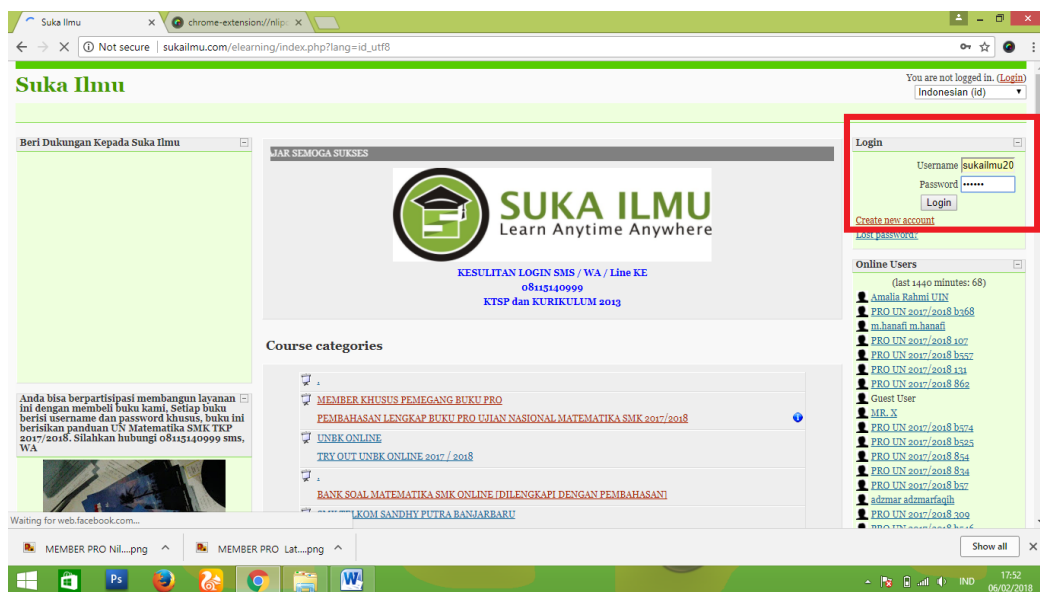 Suka Ilmu
chrome-extension://nlip
Not secure | sukailmu.com/elearning/index.php?lang=id_utf8
Suka Ilmu
You are not logged in. (Login)
Indonesian (id)
Beri Dukungan Kepada Suka Ilmu
Anda bisa berpartisipasi membangun layanan
ini dengan membeli buku kami, Setiap buku
berisi username dan password khusus, buku ini
berisikan panduan UN Matematika SMK TKP
2017/2018. Silahkan hubungi 08115140999 sms,
WA
JAR SEMOGA SUKSES
SUKA ILMU
Learn Anytime Anywhere
KESULITAN LOGIN SMS / WA / Line KE
08115140999
KTSP dan KURIKULUM 2013
Course categories
.
MEMBER KHUSUS PEMEGANG BUKU PRO
PEMBAHASAN LENGKAP BUKU PRO UJIAN NASIONAL MATEMATIKA SMK 2017/2018
UNBK ONLINE
TRY OUT UNBK ONLINE 2017 / 2018
.
BANK SOAL MATEMATIKA SMK ONLINE [DILENGKAPI DENGAN PEMBAHASAN]
SMK TELKOM SANDHY PUTRA BANJARBARU
Login
Username sukailmu20
Password ••••••
Login
Create new account
Lost password?
Online Users
(last 1440 minutes: 68)
Amalia Rahmi UIN
PRO UN 2017/2018 b368
m.hanafi m.hanafi
PRO UN 2017/2018 107
PRO UN 2017/2018 b557
PRO UN 2017/2018 131
PRO UN 2017/2018 862
Guest User
MR. X
PRO UN 2017/2018 b574
PRO UN 2017/2018 b525
PRO UN 2017/2018 854
PRO UN 2017/2018 834
PRO UN 2017/2018 b57
adzmar adzmarfaqih
PRO UN 2017/2018 309
PRO UN 2017/2018
Waiting for web.facebook.com...
MEMBER PRO Nil....png
MEMBER PRO Lat....png
Show all
Ps
IND
17:52
06/02/2018